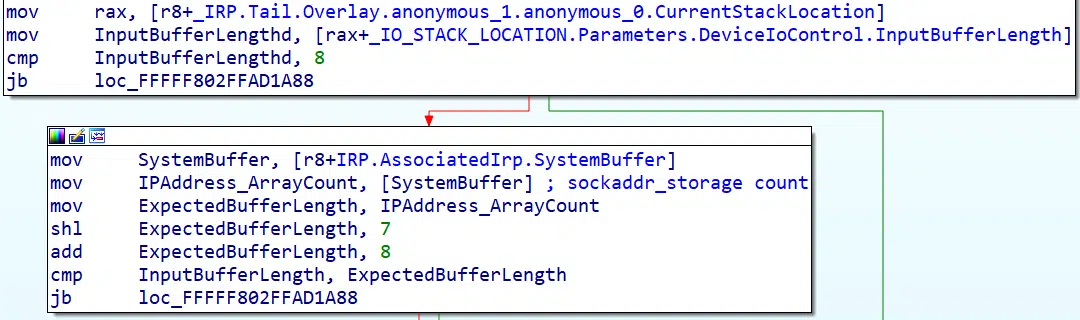 mov     rax, [r8+_IRP.Tail.Overlay.anonymous_1.anonymous_0.CurrentStackLocation]
mov     InputBufferLengthd, [rax+_IO_STACK_LOCATION.Parameters.DeviceIoControl.InputBufferLength]
cmp     InputBufferLengthd, 8
jb      loc_FFFFF802FFAD1A88
mov     SystemBuffer, [r8+IRP.AssociatedIrp.SystemBuffer]
mov     IPAddress_ArrayCount, [SystemBuffer] ; sockaddr_storage count
mov     ExpectedBufferLength, IPAddress_ArrayCount
shl     ExpectedBufferLength, 7
add     ExpectedBufferLength, 8
cmp     InputBufferLength, ExpectedBufferLength
jb      loc_FFFFF802FFAD1A88